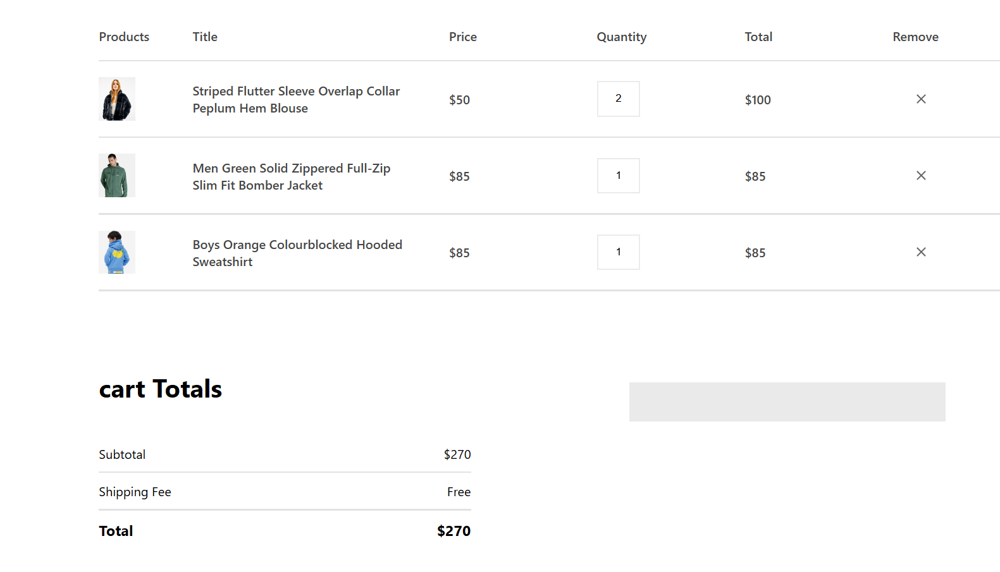 Products Title Price Quantity Total Remove
Striped Flutter Sleeve Overlap Collar
Peplum Hem Blouse
$50 2 $100
Men Green Solid Zippered Full-Zip
Slim Fit Bomber Jacket
$85 1 $85
Boys Orange Colourblocked Hooded
Sweatshirt
$85 1 $85
cart Totals
Subtotal $270
Shipping Fee Free
Total $270